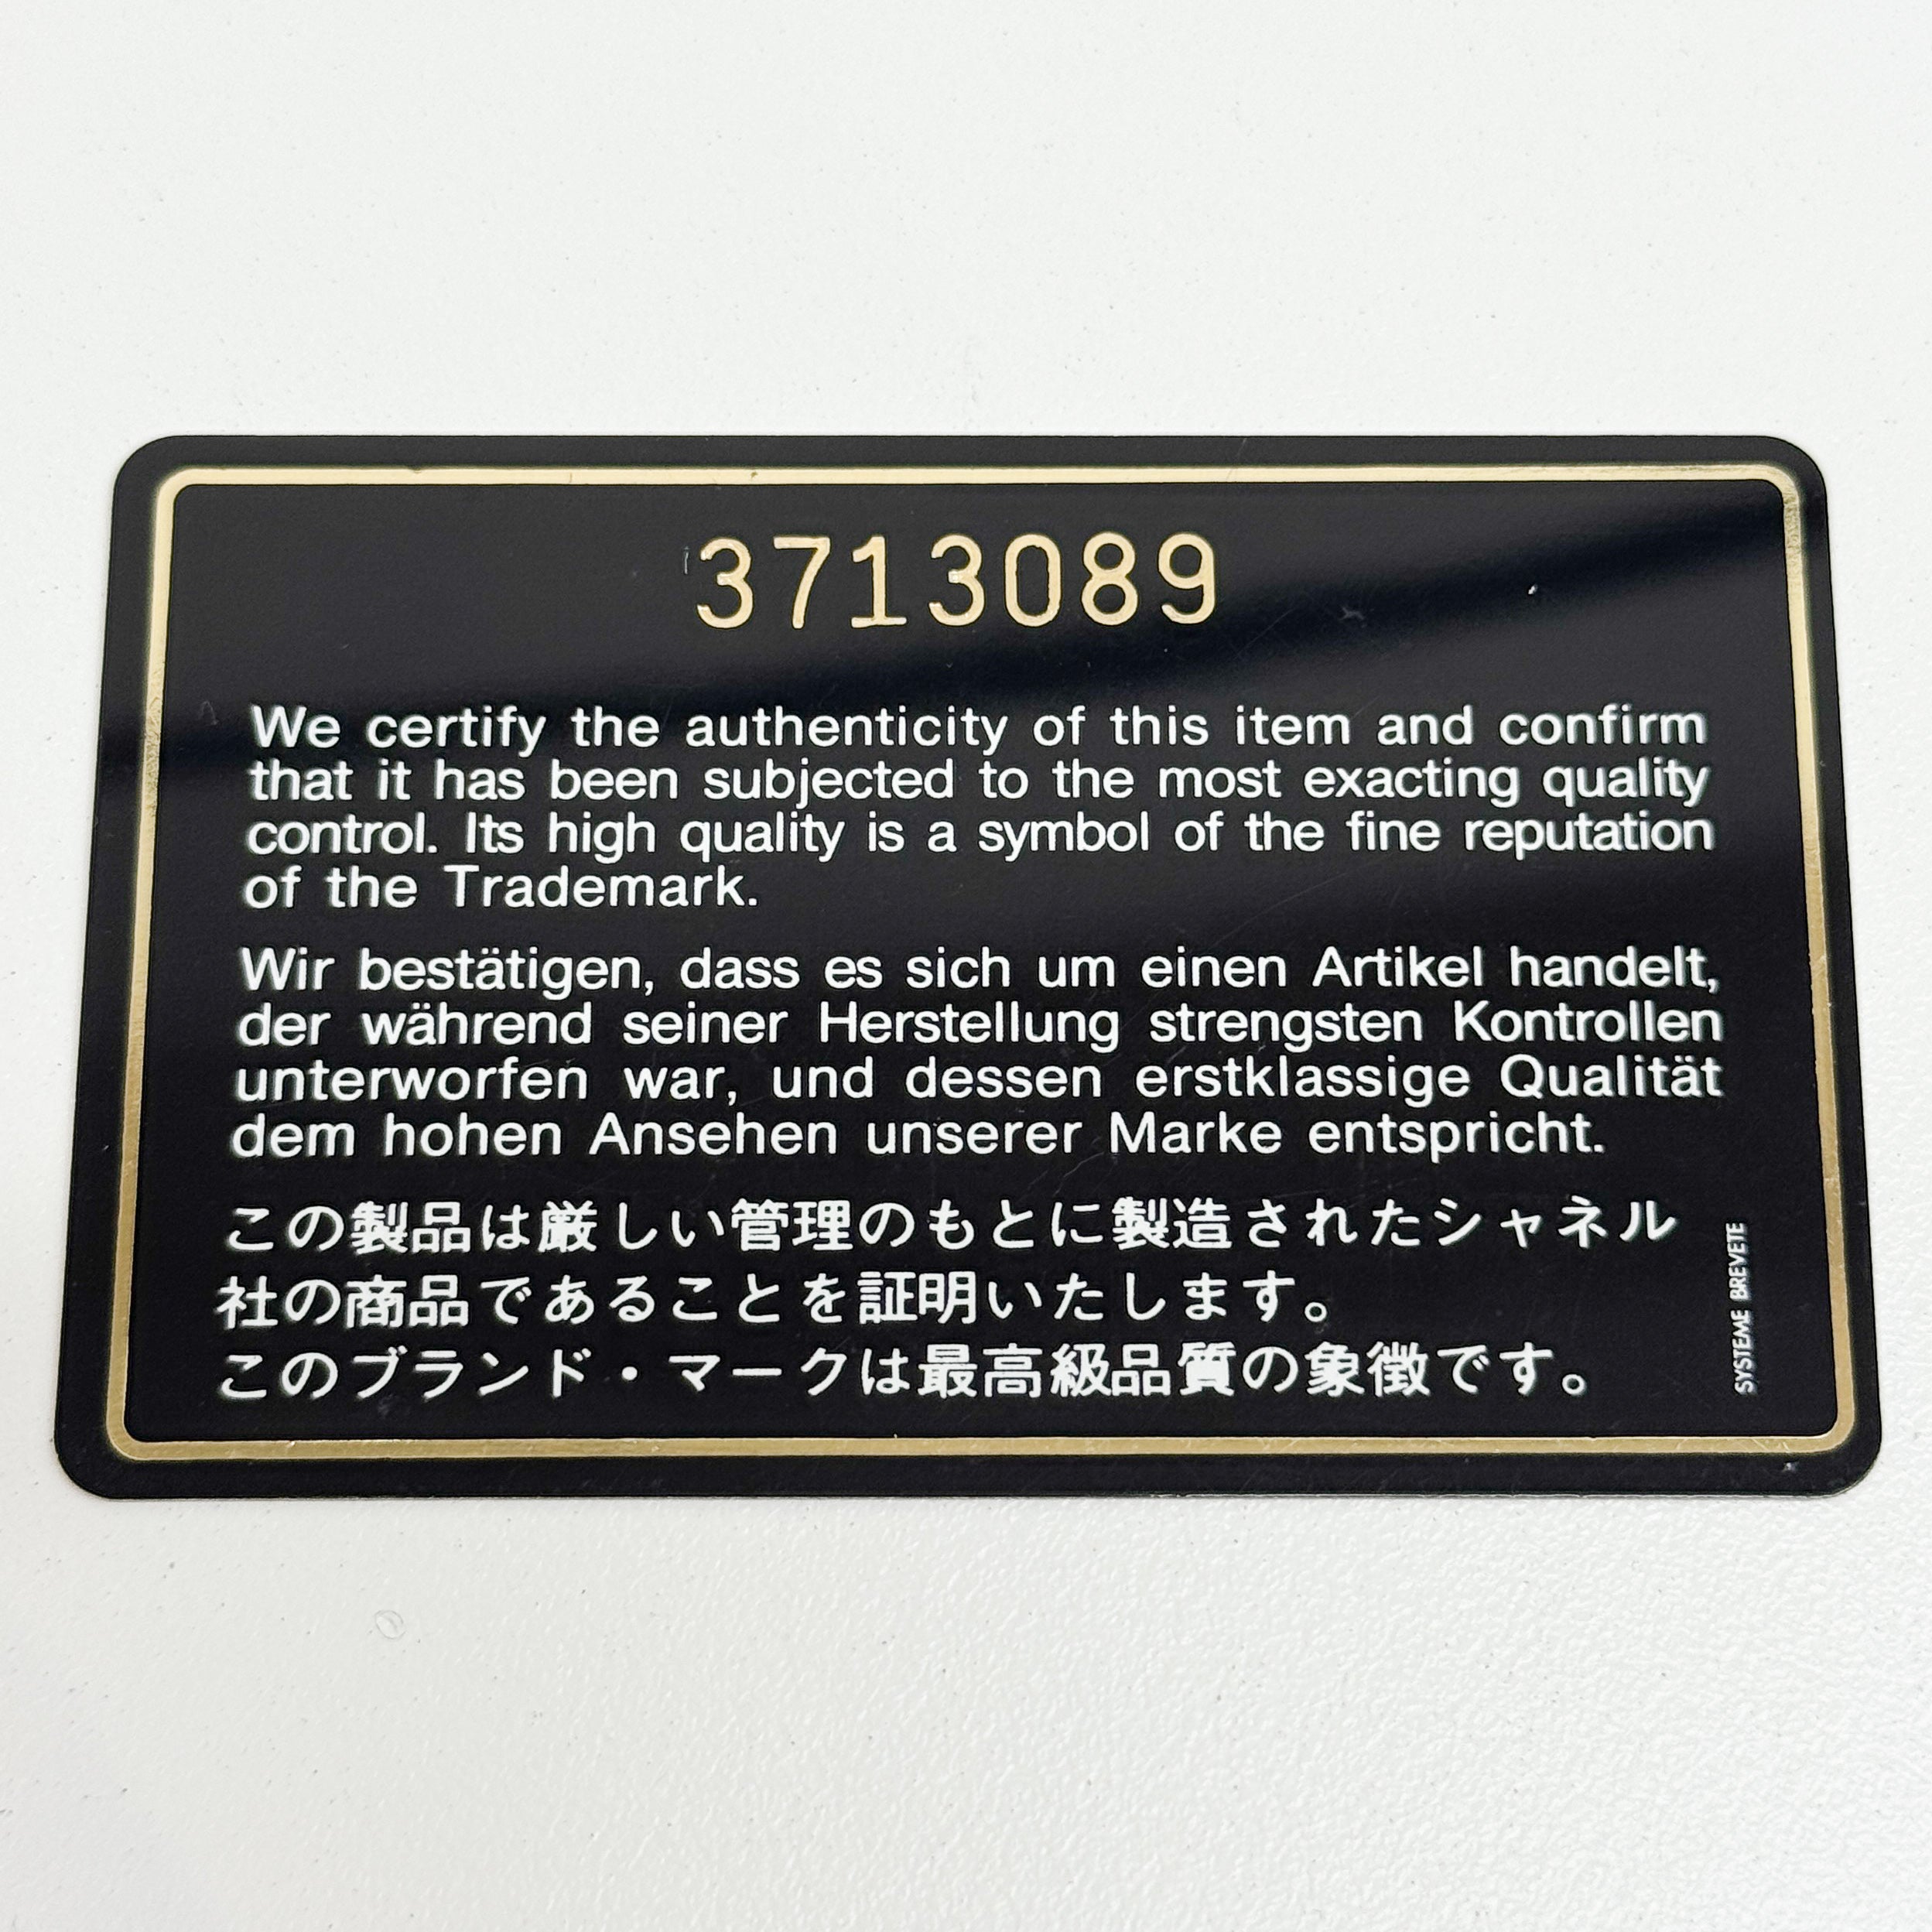 3713089
We certify the authenticity of this item and confirm
that it has been subjected to the most exacting quality
control. Its high quality is a symbol of the fine reputation
of the Trademark.
Wir bestätigen, dass es sich um einen Artikel handelt,
der während seiner Herstellung strengsten Kontrollen
unterworfen war, und dessen erstklassige Qualität
dem hohen Ansehen unserer Marke entspricht.
この製品は厳しい管理のもとに製造されたシャネル
社の商品であることを証明いたします。
このブランド・マークは最高級品質の象徴です。
SYSTEME BREVETE